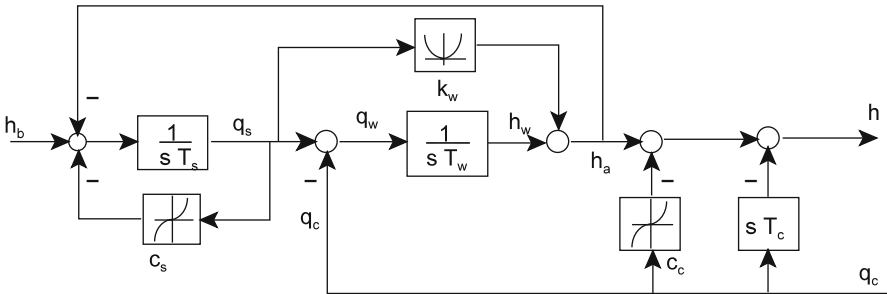 k_w
h_b
−
1
s T_s
q_s
q_w
1
s T_w
h_w
h_a
h
−
−
q_c
−
−
s T_c
c_s
c_c
q_c